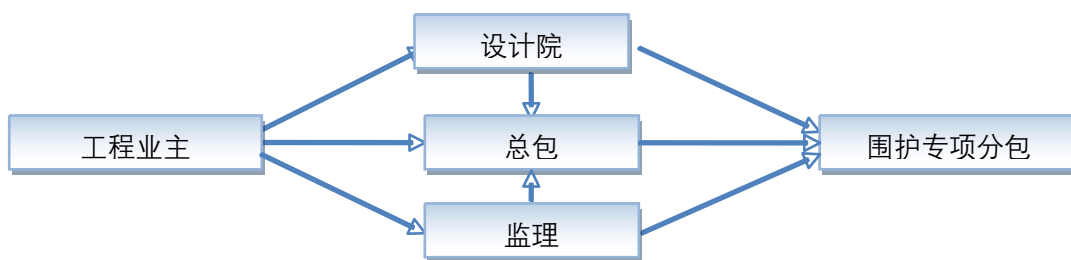 设计院
工程业主
总包
围护专项分包
监理